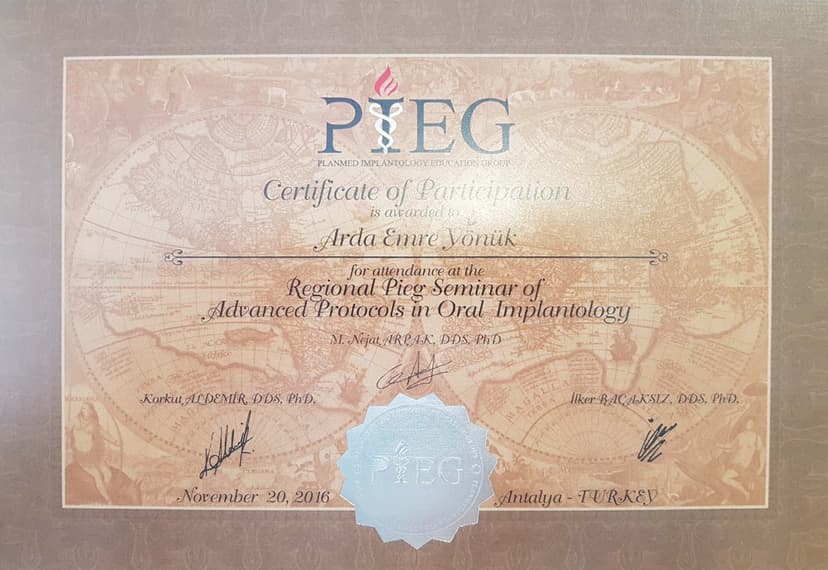 PIEG
PLANMED IMPLANTOLOGY EDUCATION GROUP
Certificate of Participation
is awarded to
Arda Emre Yönük
for attendance at the
Regional Pieg Seminar of
Advanced Protocols in Oral Implantology
M. Nejat ARPAK, DDS, PhD
Korkut ALDEMİR, DDS, PhD.
İlker BAĞAKSIZ, DDS, PhD.
PIEG
November 20, 2016
Antalya - TURKEY